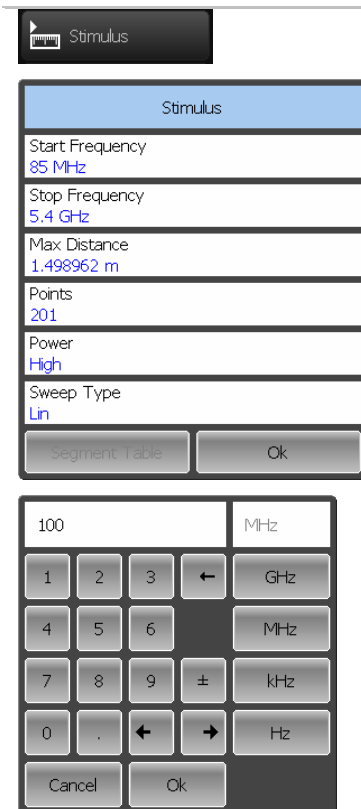 Stimulus
Stimulus
Start Frequency
85 MHz
Stop Frequency
5.4 GHz
Max Distance
1.498962 m
Points
201
Power
High
Sweep Type
Lin
Segment Table Ok
100 MHz
1 2 3 ← GHz
4 5 6 MHz
7 8 9 ± kHz
0 . ← → Hz
Cancel Ok